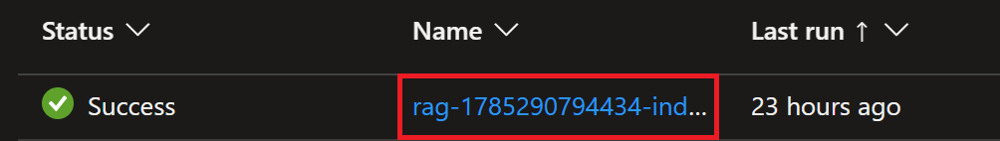 Status Name Last run ↑
Success rag-1785290794434-ind... 23 hours ago